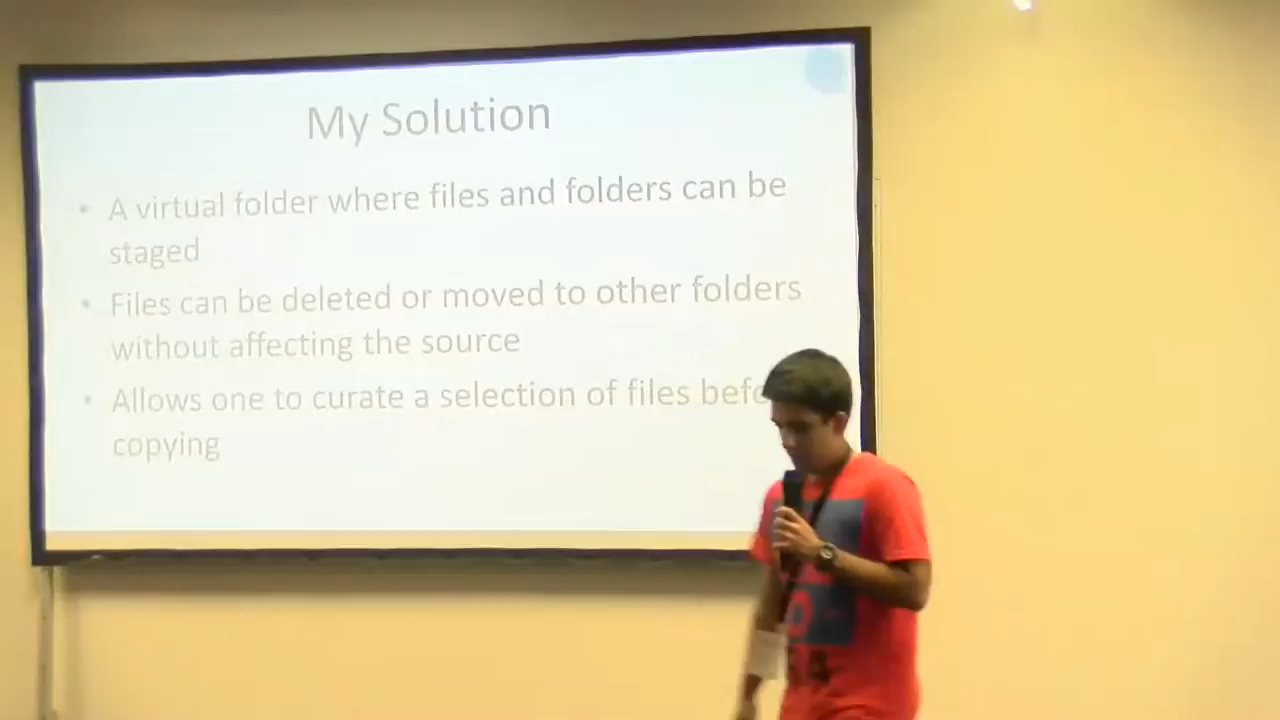 My Solution
• A virtual folder where files and folders can be
staged
• Files can be deleted or moved to other folders
without affecting the source
• Allows one to curate a selection of files
copying